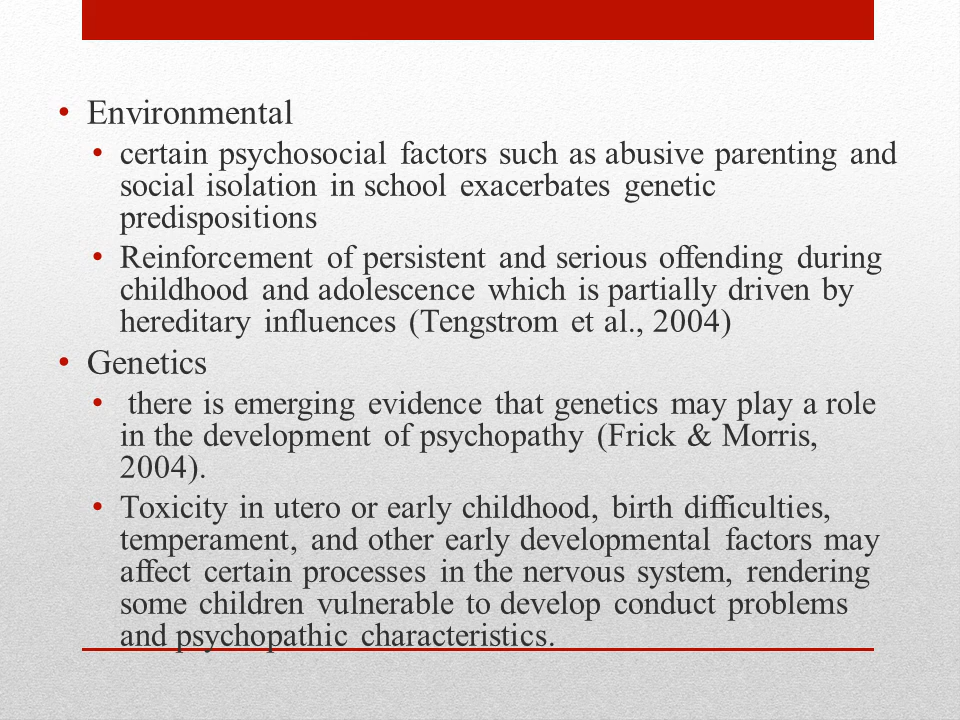 • Environmental
• certain psychosocial factors such as abusive parenting and
social isolation in school exacerbates genetic
predispositions
• Reinforcement of persistent and serious offending during
childhood and adolescence which is partially driven by
hereditary influences (Tengstrom et al., 2004)
• Genetics
• there is emerging evidence that genetics may play a role
in the development of psychopathy (Frick & Morris,
2004).
• Toxicity in utero or early childhood, birth difficulties,
temperament, and other early developmental factors may
affect certain processes in the nervous system, rendering
some children vulnerable to develop conduct problems
and psychopathic characteristics.